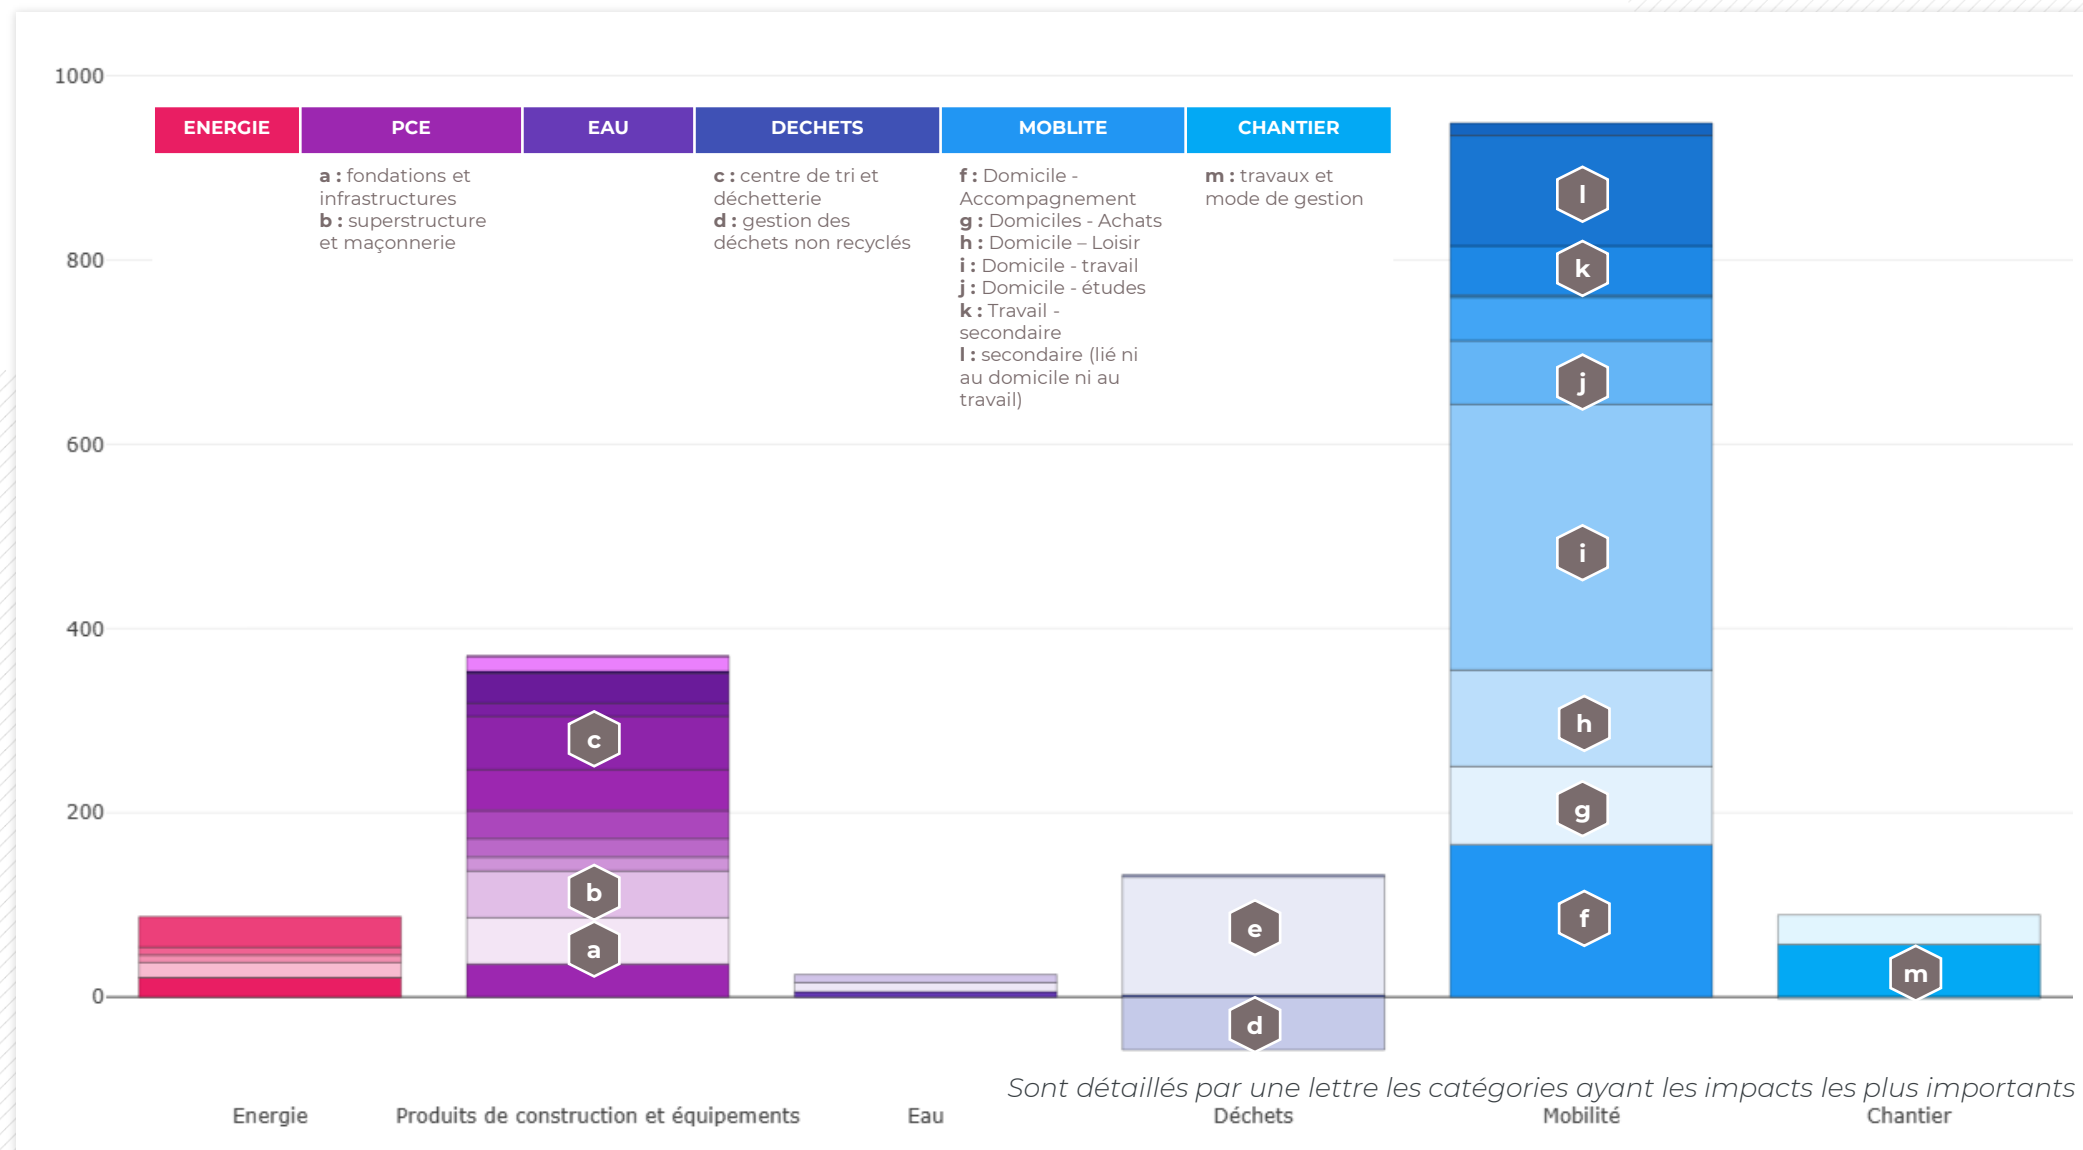 1000
800
600
400
200
0
ENERGIE
PCE
EAU
DECHETS
MOBLITE
CHANTIER
a : fondations et
infrastructures
b : superstructure
et maçonnerie
c : centre de tri et
déchetterie
d : gestion des
déchets non recyclés
f : Domicile -
Accompagnement
g : Domiciles - Achats
h : Domicile – Loisir
i : Domicile - travail
j : Domicile - études
k : Travail -
secondaire
l : secondaire (lié ni
au domicile ni au
travail)
m : travaux et
mode de gestion
c
b
a
e
d
l
k
j
i
h
g
f
m
Sont détaillés par une lettre les catégories ayant les impacts les plus importants
Energie
Produits de construction et équipements
Eau
Déchets
Mobilité
Chantier